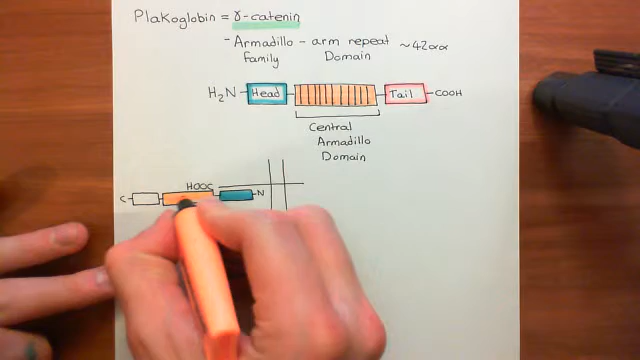 Plakoglobin = γ-catenin
- Armadillo - arm repeat ~42aa
Family Domain
H₂N Head Tail COOH
Central
Armadillo
Domain
HOOC
C N